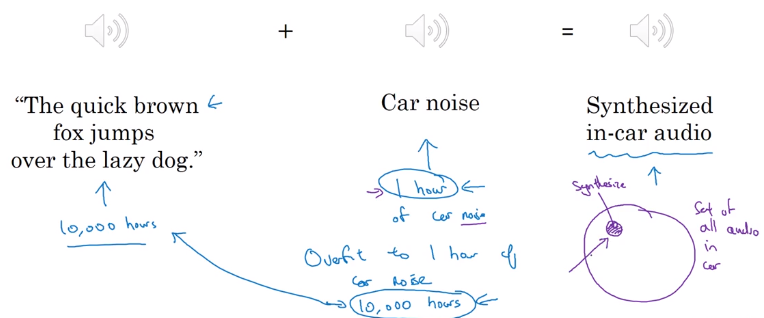 +
=
“The quick brown
fox jumps
over the lazy dog.”
10,000 hours
Car noise
1 hour
of car noise
Overfit to 1 hour of
car noise
10,000 hours
Synthesized
in-car audio
Synthesize
Set of
all audio
in
car